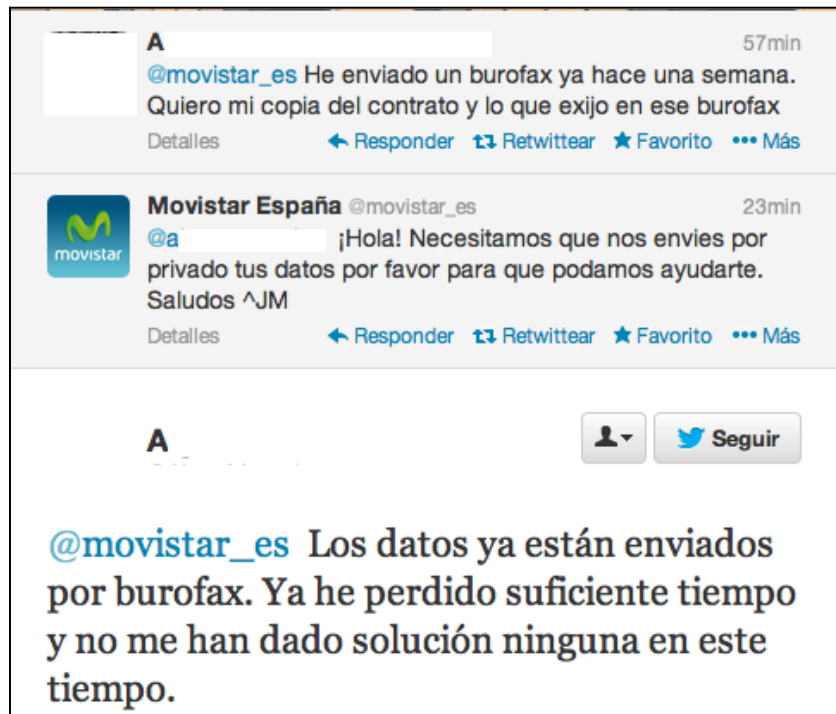 A
57min
@movistar_es He enviado un burofax ya hace una semana.
Quiero mi copia del contrato y lo que exijo en ese burofax
Detalles Responder Retwittear Favorito Más
Movistar España @movistar_es 23min
movistar
@a ¡Hola! Necesitamos que nos envies por
privado tus datos por favor para que podamos ayudarte.
Saludos ^JM
Detalles Responder Retwittear Favorito Más
A
Seguir
@movistar_es Los datos ya están enviados
por burofax. Ya he perdido suficiente tiempo
y no me han dado solución ninguna en este
tiempo.